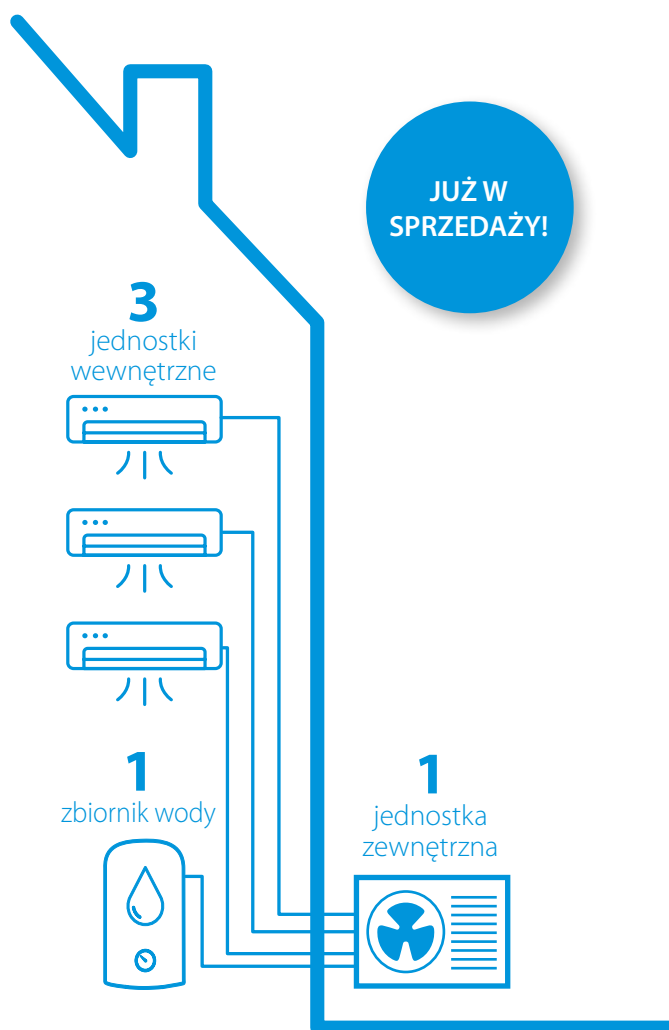 JUŻ W
SPRZEDAŻY!
3
jednostki
wewnętrzne
1
zbiornik wody
1
jednostka
zewnętrzna